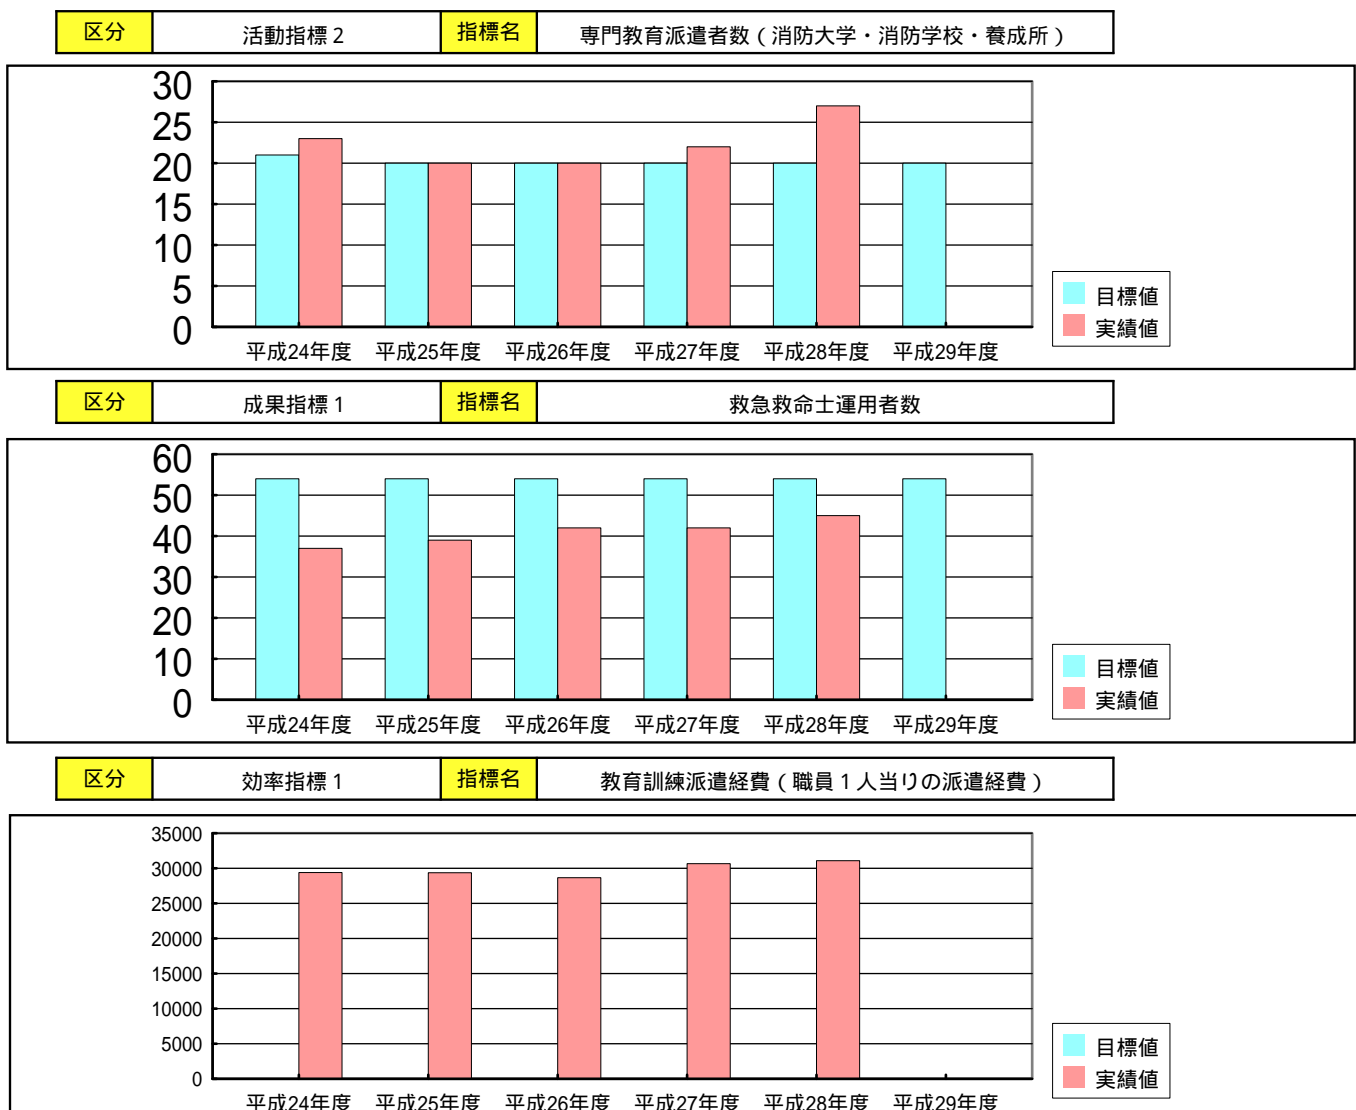 区分 活動指標2 指標名 専門教育派遣者数(消防大学・消防学校・養成所)
30
25
20
15
10
5
0
平成24年度 平成25年度 平成26年度 平成27年度 平成28年度 平成29年度
目標値
実績値
区分 成果指標1 指標名 救急救命士運用者数
60
50
40
30
20
10
0
平成24年度 平成25年度 平成26年度 平成27年度 平成28年度 平成29年度
目標値
実績値
区分 効率指標1 指標名 教育訓練派遣経費(職員1人当りの派遣経費)
35000
30000
25000
20000
15000
10000
5000
0
平成24年度 平成25年度 平成26年度 平成27年度 平成28年度 平成29年度
目標値
実績値